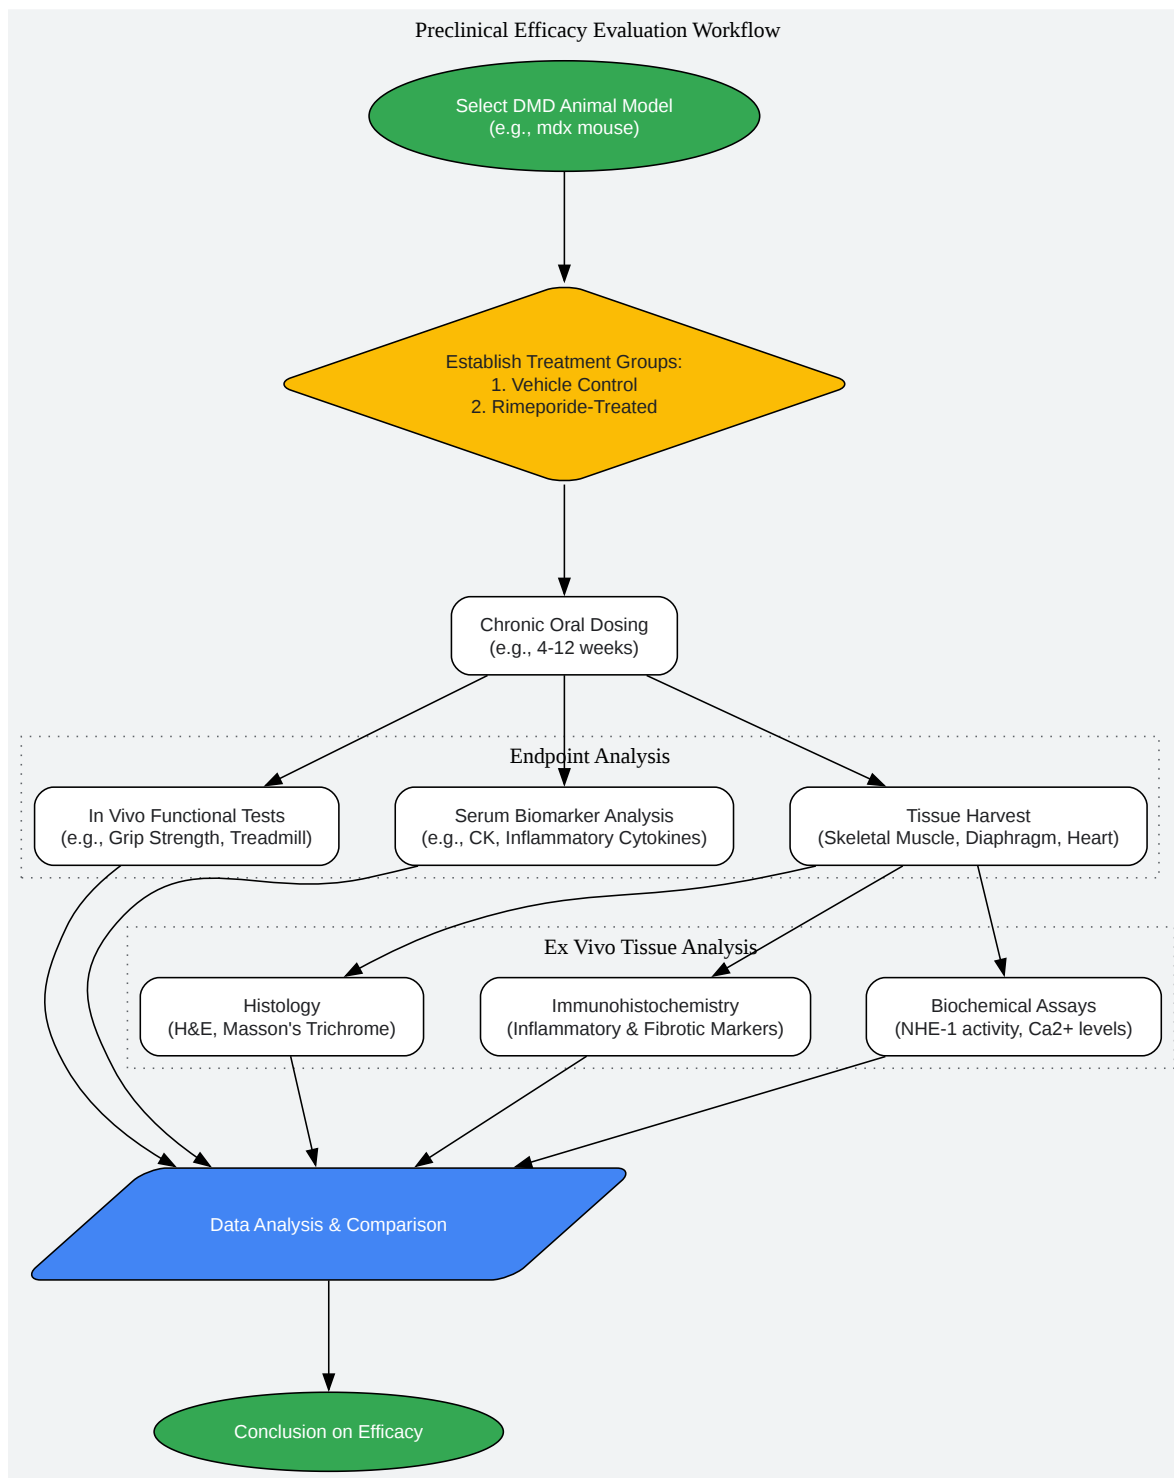 Preclinical Efficacy Evaluation Workflow
Select DMD Animal Model
(e.g., mdx mouse)
Establish Treatment Groups:
1. Vehicle Control
2. Rimeporide-Treated
Chronic Oral Dosing
(e.g., 4-12 weeks)
Endpoint Analysis
In Vivo Functional Tests
(e.g., Grip Strength, Treadmill)
Serum Biomarker Analysis
(e.g., CK, Inflammatory Cytokines)
Tissue Harvest
(Skeletal Muscle, Diaphragm, Heart)
Ex Vivo Tissue Analysis
Histology
(H&E, Masson's Trichrome)
Immunohistochemistry
(Inflammatory & Fibrotic Markers)
Biochemical Assays
(NHE-1 activity, Ca2+ levels)
Data Analysis & Comparison
Conclusion on Efficacy